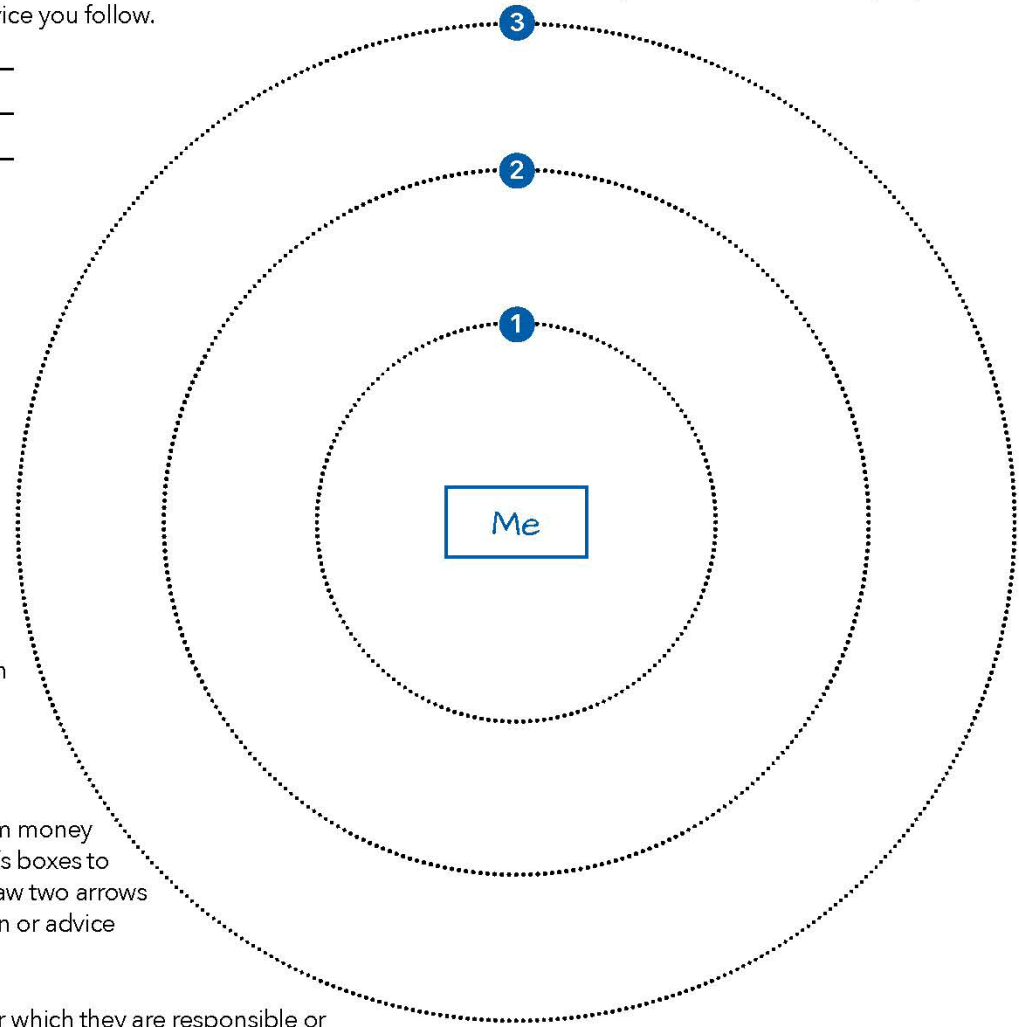 vice you follow.
3
2
1
Me
m money
's boxes to
aw two arrows
n or advice
r which they are responsible or